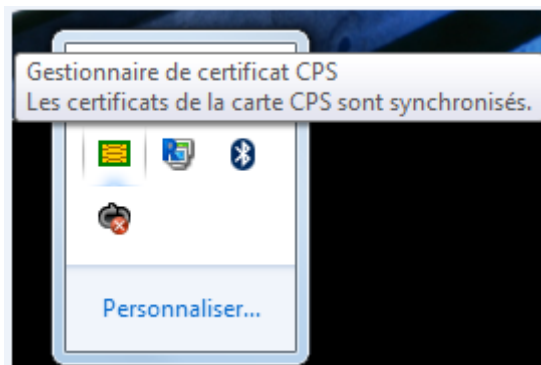 Gestionnaire de certificat CPS
Les certificats de la carte CPS sont synchronisés.
Personnaliser...